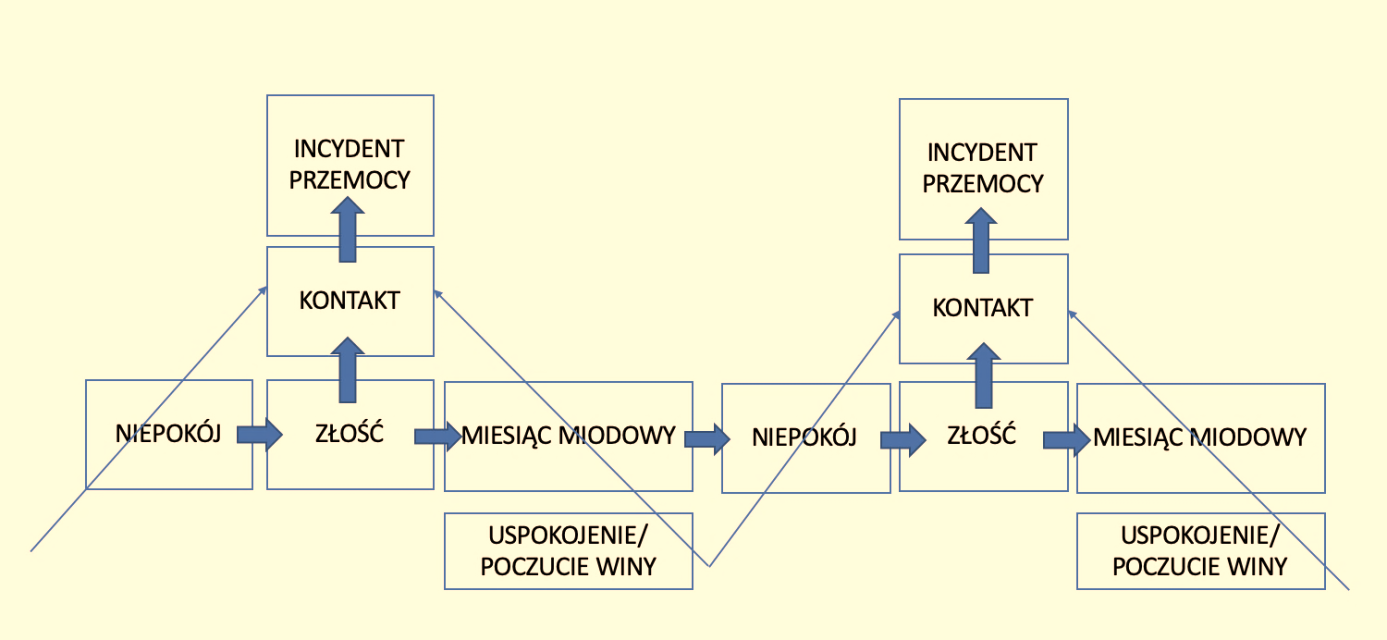 INCYDENT
PRZEMOCY
KONTAKT
NIEPOKÓJ
ZŁOŚĆ
MIESIĄC MIODOWY
USPOKOJENIE/
POCZUCIE WINY
INCYDENT
PRZEMOCY
KONTAKT
NIEPOKÓJ
ZŁOŚĆ
MIESIĄC MIODOWY
USPOKOJENIE/
POCZUCIE WINY